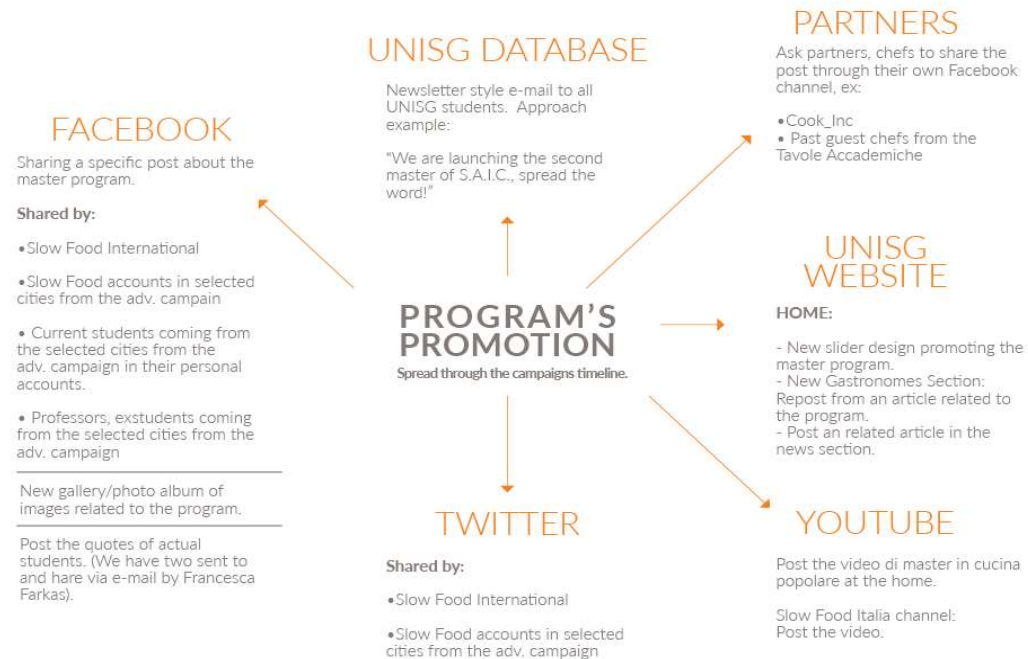 PARTNERS
Ask partners, chefs to share the
post through their own Facebook
channel, ex:
•Cook_Inc
• Past guest chefs from the
Tavole Accademiche
UNISG DATABASE
Newsletter style e-mail to all
UNISG students.  Approach
example:
"We are launching the second
master of S.A.I.C., spread the
word!"
FACEBOOK
Sharing a specific post about the
master program.
Shared by:
•Slow Food International
•Slow Food accounts in selected
cities from the adv. campain
• Current students coming from
the selected cities from the
adv. campaign in their personal
accounts.
• Professors, exstudents coming
from the selected cities from the
adv. campaign
New gallery/photo album of
images related to the program.
Post the quotes of actual
students. (We have two sent to
and hare via e-mail by Francesca
Farkas).
PROGRAM'S
PROMOTION
Spread through the campaigns timeline.
UNISG
WEBSITE
HOME:
- New slider design promoting the
master program.
- New Gastronomes Section:
Repost from an article related to
the program.
- Post an related article in the
news section.
TWITTER
Shared by:
•Slow Food International
•Slow Food accounts in selected
cities from the adv. campaign
YOUTUBE
Post the video di master in cucina
popolare at the home.
Slow Food Italia channel:
Post the video.